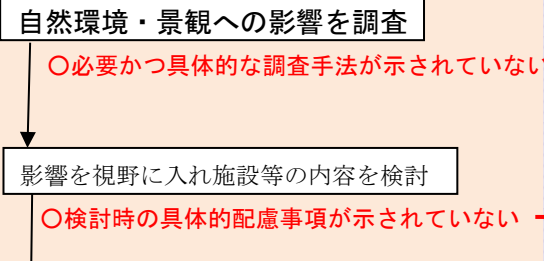 自然環境・景観への影響を調査
〇必要かつ具体的な調査手法が示されていない
影響を視野に入れ施設等の内容を検討
〇検討時の具体的配慮事項が示されていない